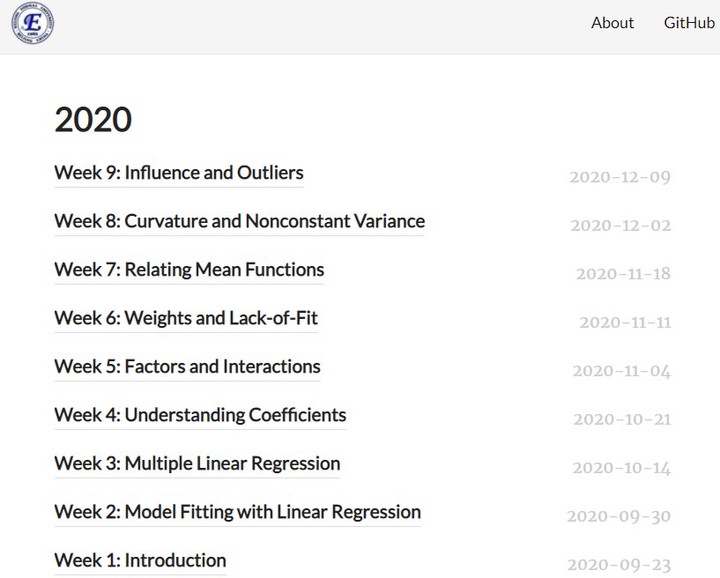 E
About GitHub
2020
Week 9: Influence and Outliers 2020-12-09
Week 8: Curvature and Nonconstant Variance 2020-12-02
Week 7: Relating Mean Functions 2020-11-18
Week 6: Weights and Lack-of-Fit 2020-11-11
Week 5: Factors and Interactions 2020-11-04
Week 4: Understanding Coefficients 2020-10-21
Week 3: Multiple Linear Regression 2020-10-14
Week 2: Model Fitting with Linear Regression 2020-09-30
Week 1: Introduction 2020-09-23